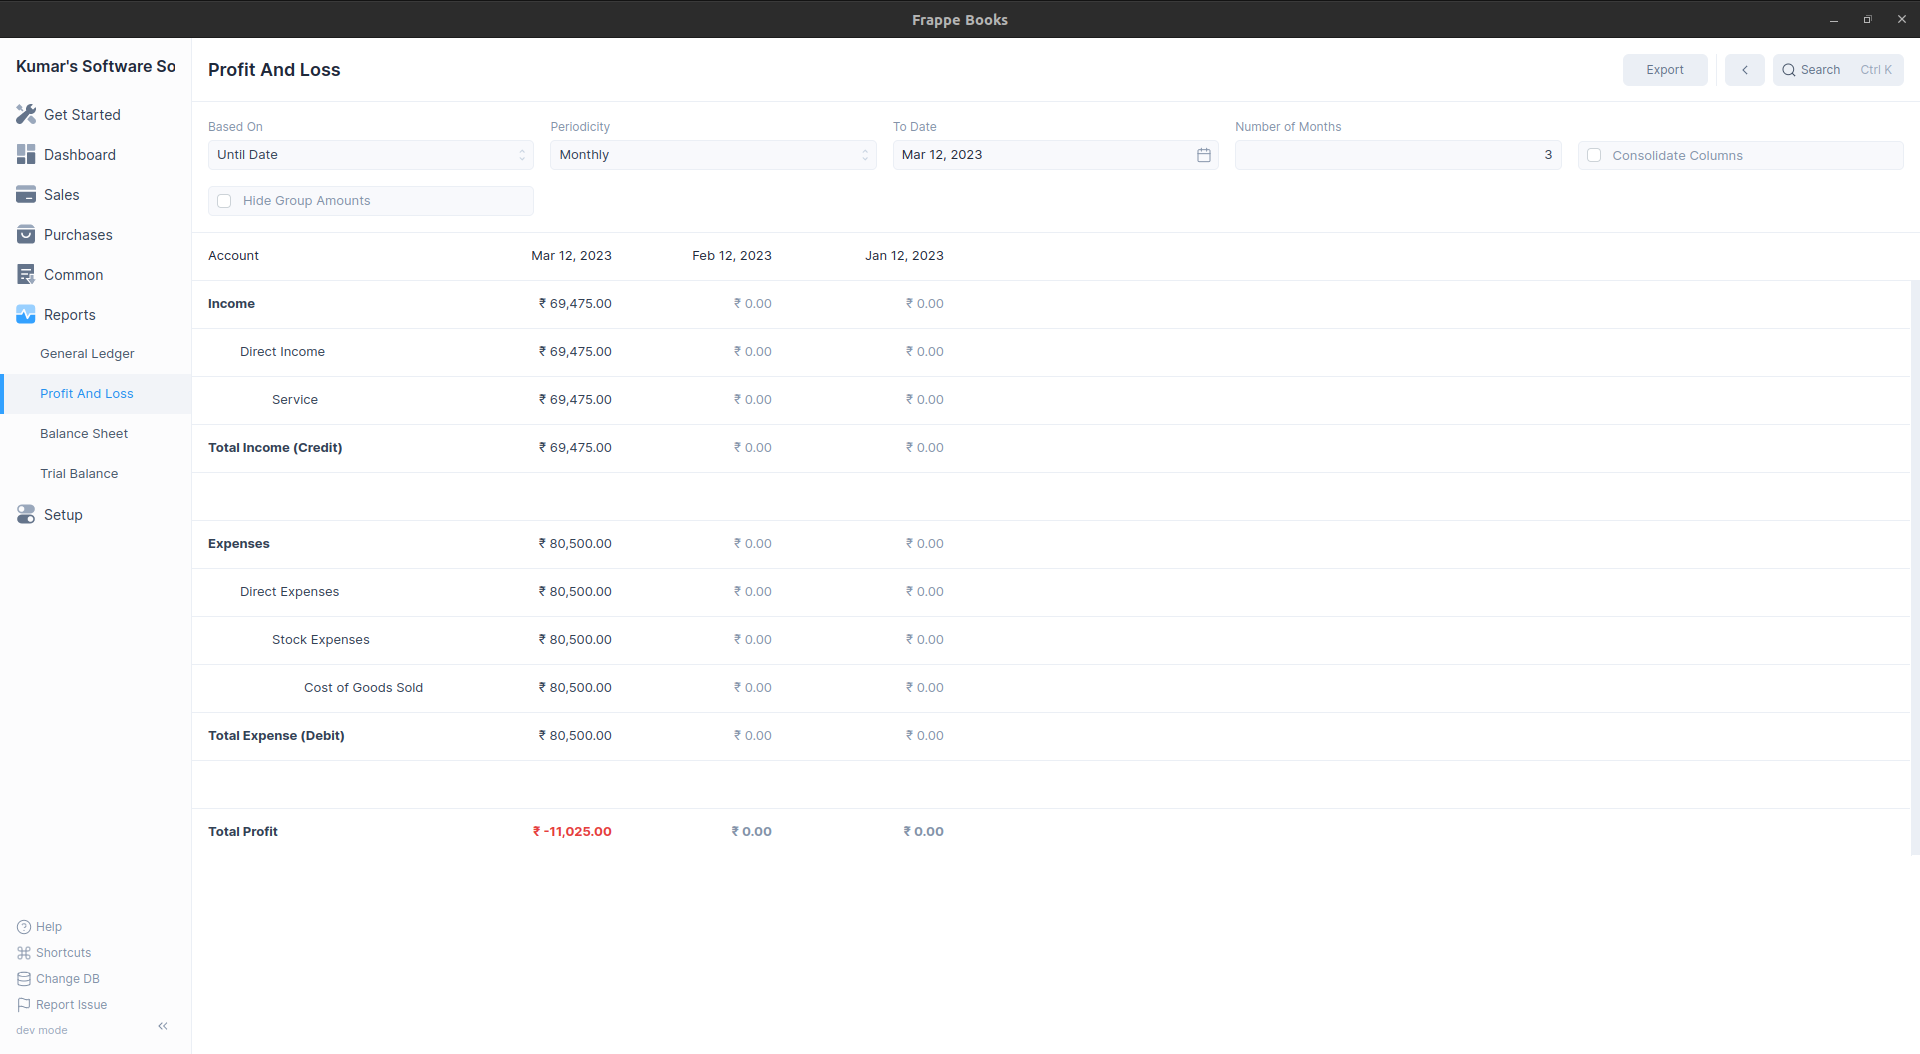 Frappe Books
Kumar's Software So
Get Started
Dashboard
Sales
Purchases
Common
Reports
General Ledger
Profit And Loss
Balance Sheet
Trial Balance
Setup
Help
Shortcuts
Change DB
Report Issue
dev mode
Profit And Loss
Export
Search Ctrl K
Based On Periodicity To Date Number of Months
Until Date Monthly Mar 12, 2023 3 Consolidate Columns
Hide Group Amounts
Account Mar 12, 2023 Feb 12, 2023 Jan 12, 2023
Income ₹ 69,475.00 ₹ 0.00 ₹ 0.00
Direct Income ₹ 69,475.00 ₹ 0.00 ₹ 0.00
Service ₹ 69,475.00 ₹ 0.00 ₹ 0.00
Total Income (Credit) ₹ 69,475.00 ₹ 0.00 ₹ 0.00
Expenses ₹ 80,500.00 ₹ 0.00 ₹ 0.00
Direct Expenses ₹ 80,500.00 ₹ 0.00 ₹ 0.00
Stock Expenses ₹ 80,500.00 ₹ 0.00 ₹ 0.00
Cost of Goods Sold ₹ 80,500.00 ₹ 0.00 ₹ 0.00
Total Expense (Debit) ₹ 80,500.00 ₹ 0.00 ₹ 0.00
Total Profit ₹ -11,025.00 ₹ 0.00 ₹ 0.00